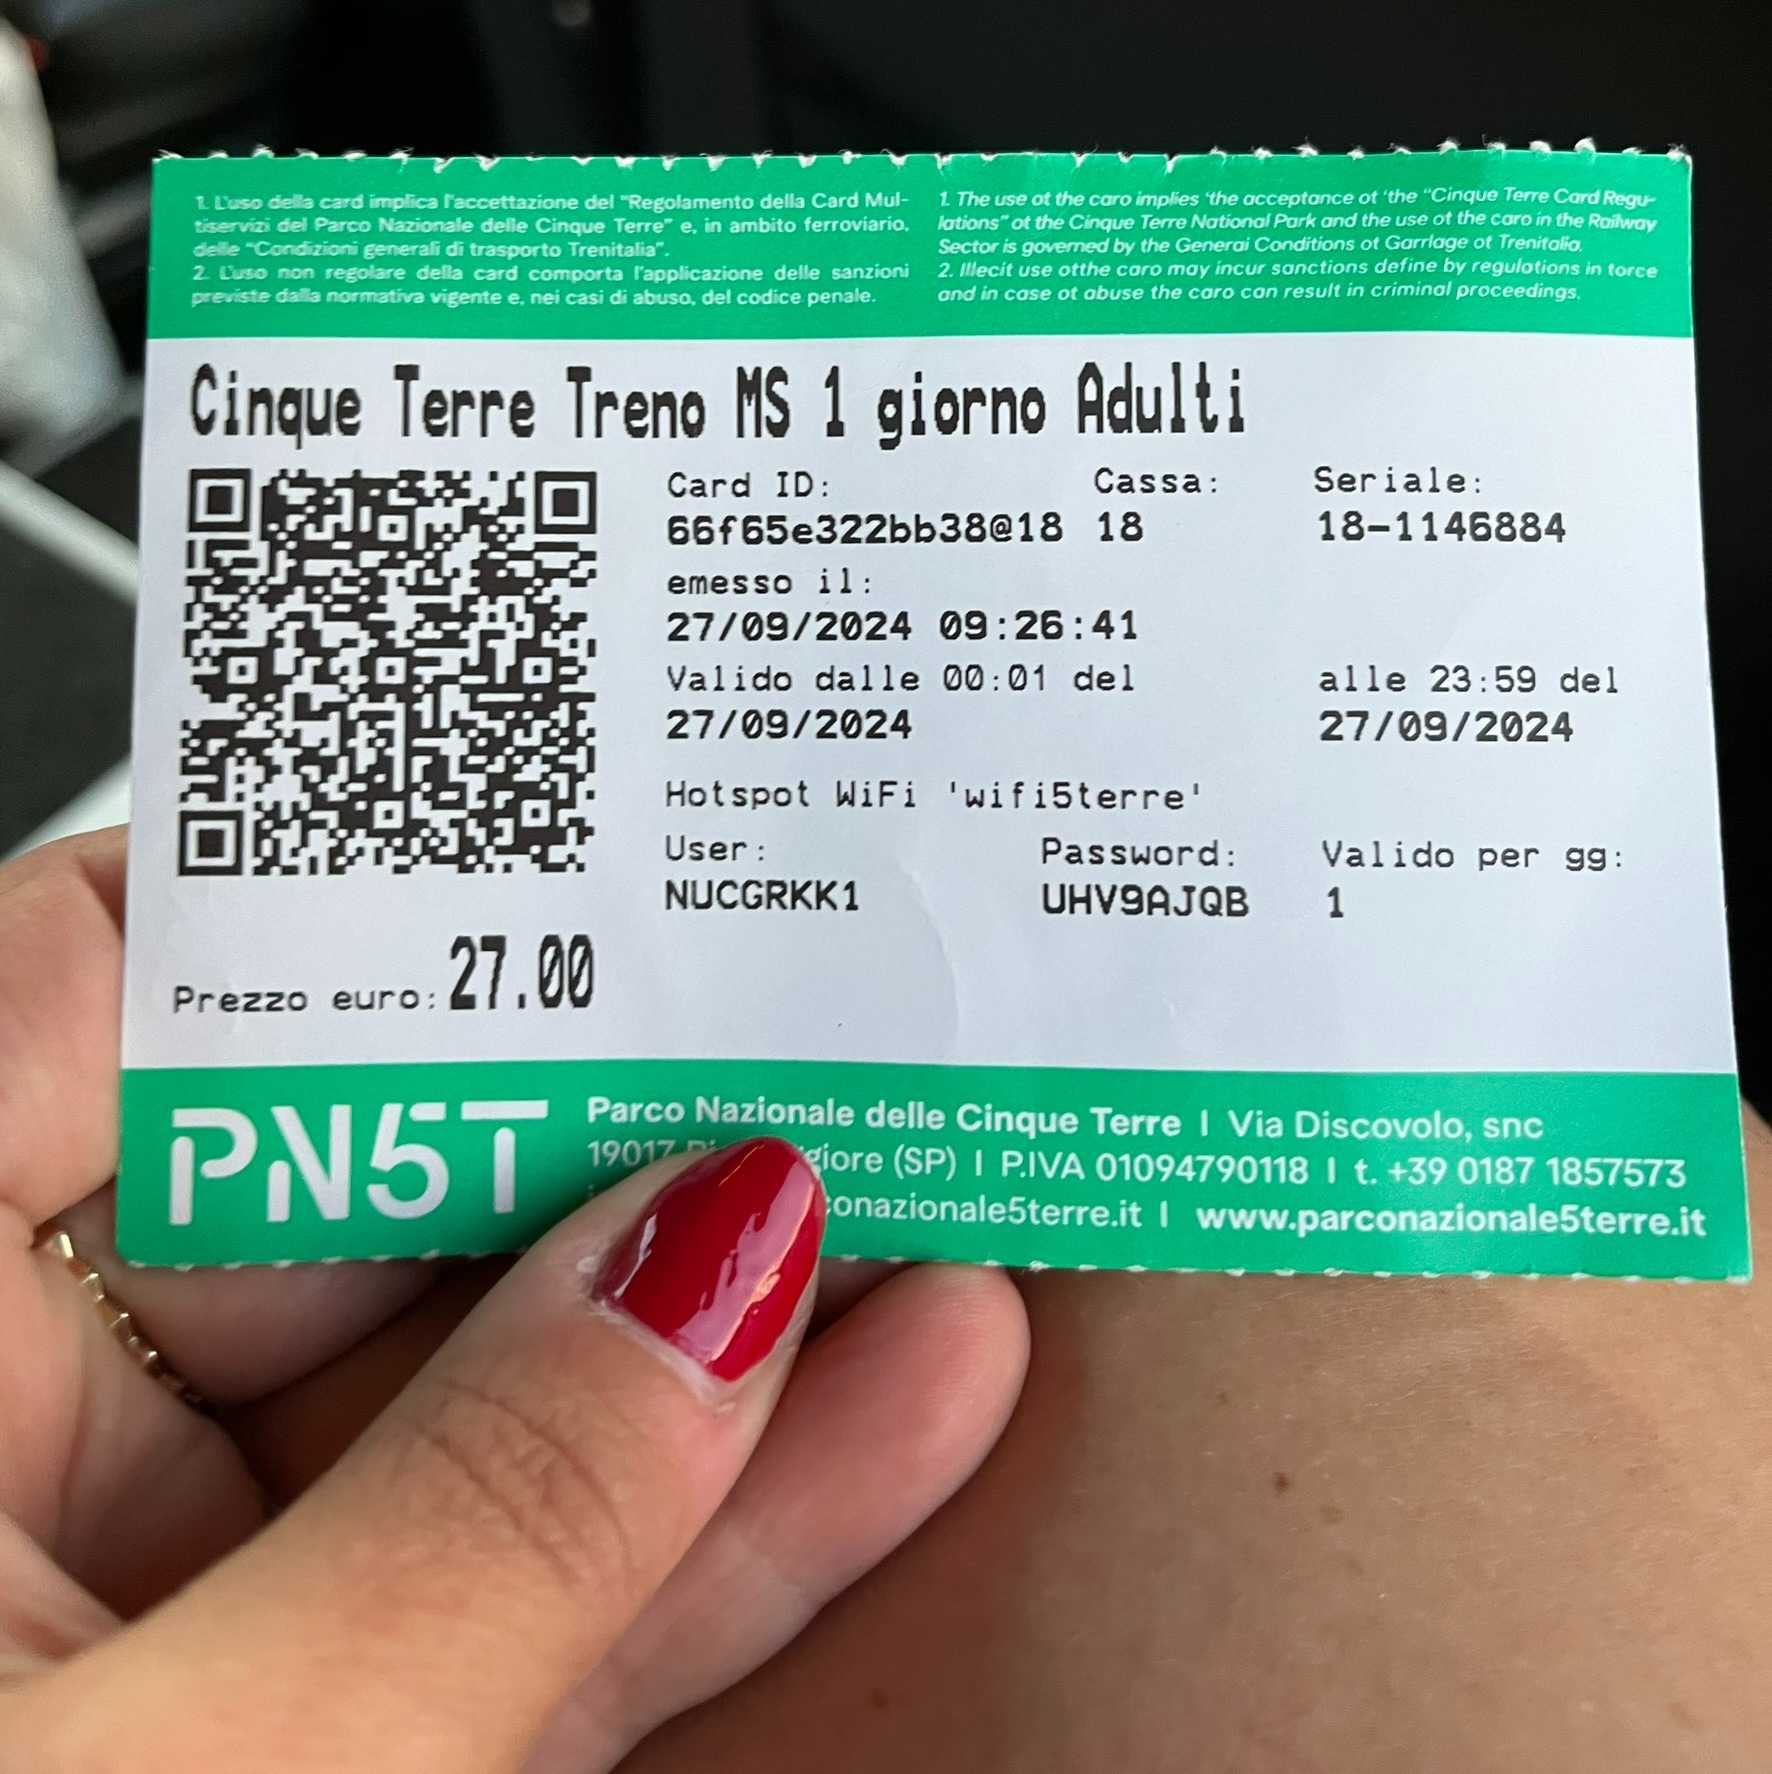 1. L'uso della card implica l'accettazione del "Regolamento della Card Mul-
tiservizi del Parco Nazionale delle Cinque Terre" e, in ambito ferroviario,
delle "Condizioni generali di trasporto Trenitalia".
2. L'uso non regolare della card comporta l'applicazione delle sanzioni
previste dalla normativa vigente e, nei casi di abuso, del codice penale.
1. The use ot the caro implies 'the acceptance ot 'the "Cinque Terre Card Regu-
lations" ot the Cinque Terre National Park and the use ot the caro in the Railway
Sector is governed by the Generai Conditions ot Garrlage ot Trenitalia.
2. Illecit use otthe caro may incur sanctions define by regulations in torce
and in case ot abuse the caro can result in criminal proceedings.
Cinque Terre Treno MS 1 giorno Adulti
Card ID: Cassa: Seriale:
66f65e322bb38@18 18 18-1146884
emesso il:
27/09/2024 09:26:41
Valido dalle 00:01 del alle 23:59 del
27/09/2024 27/09/2024
Hotspot WiFi 'wifi5terre'
User: Password: Valido per gg:
NUCGRKK1 UHV9AJQB 1
Prezzo euro: 27.00
PN5T
Parco Nazionale delle Cinque Terre | Via Discovolo, snc
19017 (SP) | P.IVA 01094790118 | t. +39 0187 1857573
| www.parconazionale5terre.it